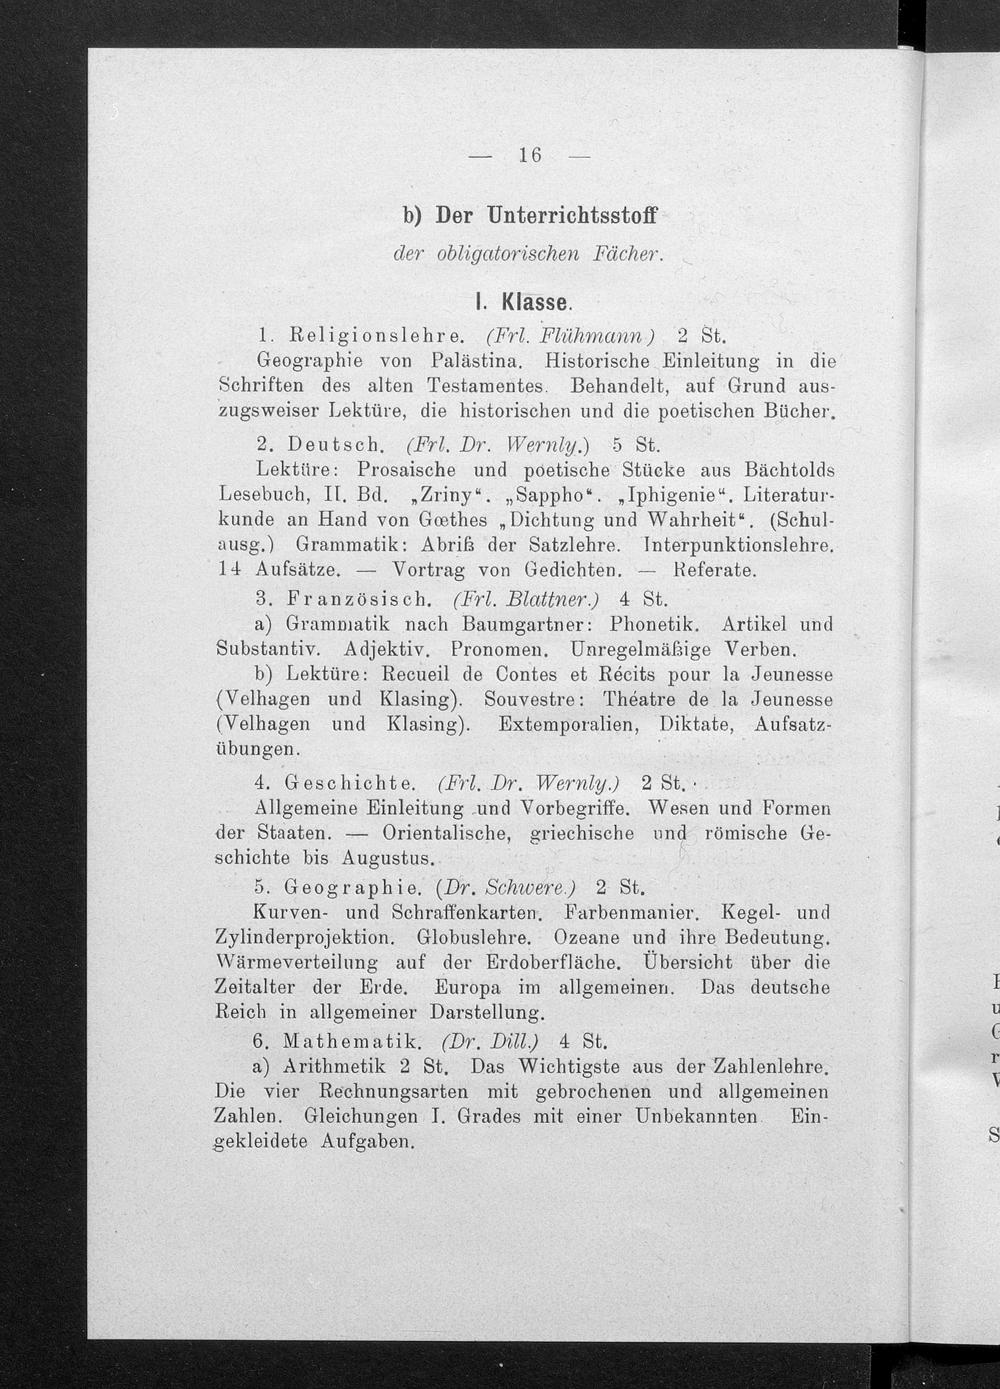 — 16 —
b) Der Unterrichtsstoff
der obligatorischen Fächer.
I. Klasse.
1. Religionslehre. (Frl. Flühmann) 2 St.
Geographie von Palästina. Historische Einleitung in die
Schriften des alten Testamentes. Behandelt, auf Grund aus-
zugsweiser Lektüre, die historischen und die poetischen Bücher.
2. Deutsch. (Frl. Dr. Wernly.) 5 St.
Lektüre: Prosaische und poetische Stücke aus Bächtolds
Lesebuch, II. Bd. „Zriny“. „Sappho“. „Iphigenie“. Literatur-
kunde an Hand von Gœthes „Dichtung und Wahrheit“. (Schul-
ausg.) Grammatik: Abriß der Satzlehre. Interpunktionslehre.
14 Aufsätze. — Vortrag von Gedichten. — Referate.
3. Französisch. (Frl. Blattner.) 4 St.
a) Grammatik nach Baumgartner: Phonetik. Artikel und
Substantiv. Adjektiv. Pronomen. Unregelmäßige Verben.
b) Lektüre: Recueil de Contes et Récits pour la Jeunesse
(Velhagen und Klasing). Souvestre: Théatre de la Jeunesse
(Velhagen und Klasing). Extemporalien, Diktate, Aufsatz-
übungen.
4. Geschichte. (Frl. Dr. Wernly.) 2 St.
Allgemeine Einleitung und Vorbegriffe. Wesen und Formen
der Staaten. — Orientalische, griechische und römische Ge-
schichte bis Augustus.
5. Geographie. (Dr. Schwere.) 2 St.
Kurven- und Schraffenkarten. Farbenmanier. Kegel- und
Zylinderprojektion. Globuslehre. Ozeane und ihre Bedeutung.
Wärmeverteilung auf der Erdoberfläche. Übersicht über die
Zeitalter der Erde. Europa im allgemeinen. Das deutsche
Reich in allgemeiner Darstellung.
6. Mathematik. (Dr. Dill.) 4 St.
a) Arithmetik 2 St. Das Wichtigste aus der Zahlenlehre.
Die vier Rechnungsarten mit gebrochenen und allgemeinen
Zahlen. Gleichungen I. Grades mit einer Unbekannten. Ein-
gekleidete Aufgaben.